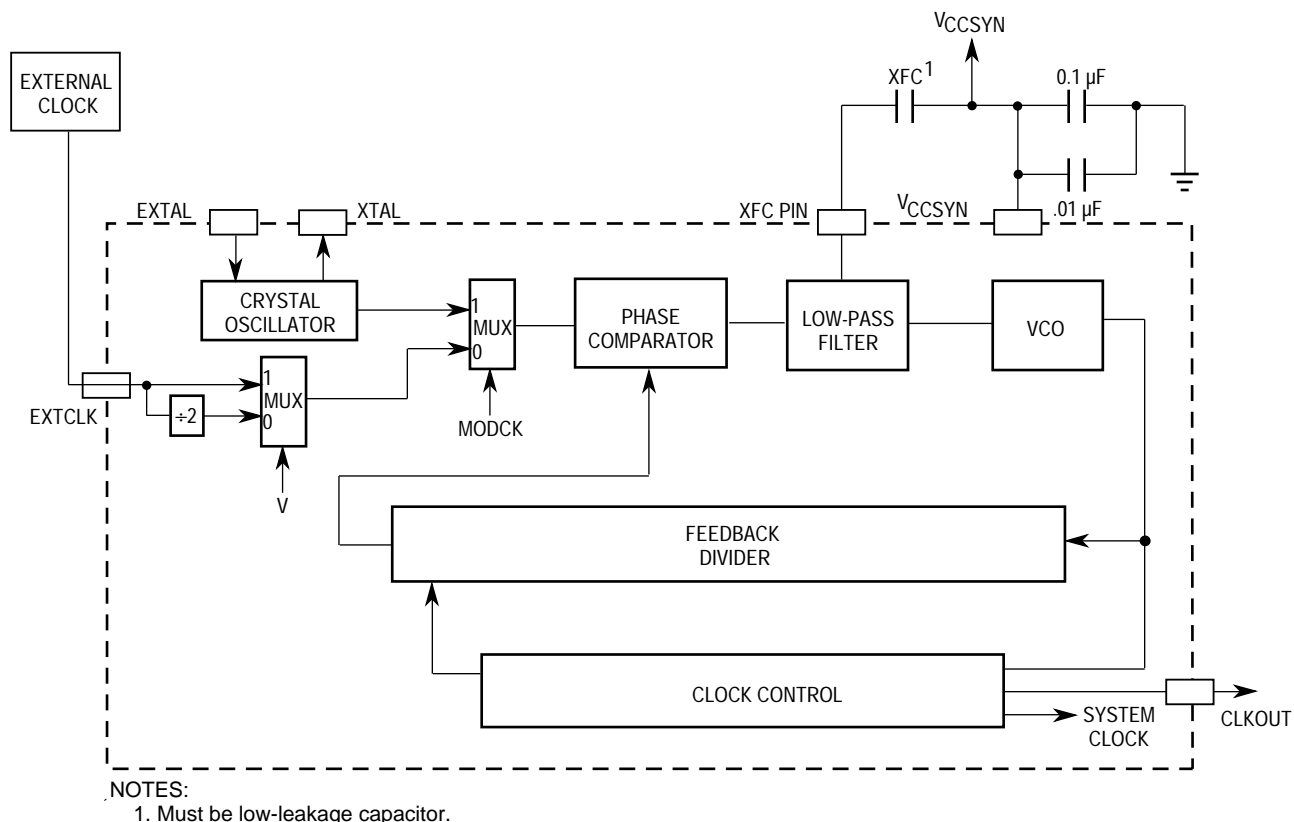 VCCSYN
EXTERNAL
CLOCK
XFC1
0.1 µF
EXTAL
XTAL
XFC PIN
VCCSYN
.01 µF
CRYSTAL
OSCILLATOR
1
MUX
0
PHASE
COMPARATOR
LOW-PASS
FILTER
VCO
EXTCLK
÷2
1
MUX
0
MODCK
V
FEEDBACK
DIVIDER
CLOCK CONTROL
SYSTEM
CLOCK
CLKOUT
NOTES:
1. Must be low-leakage capacitor.